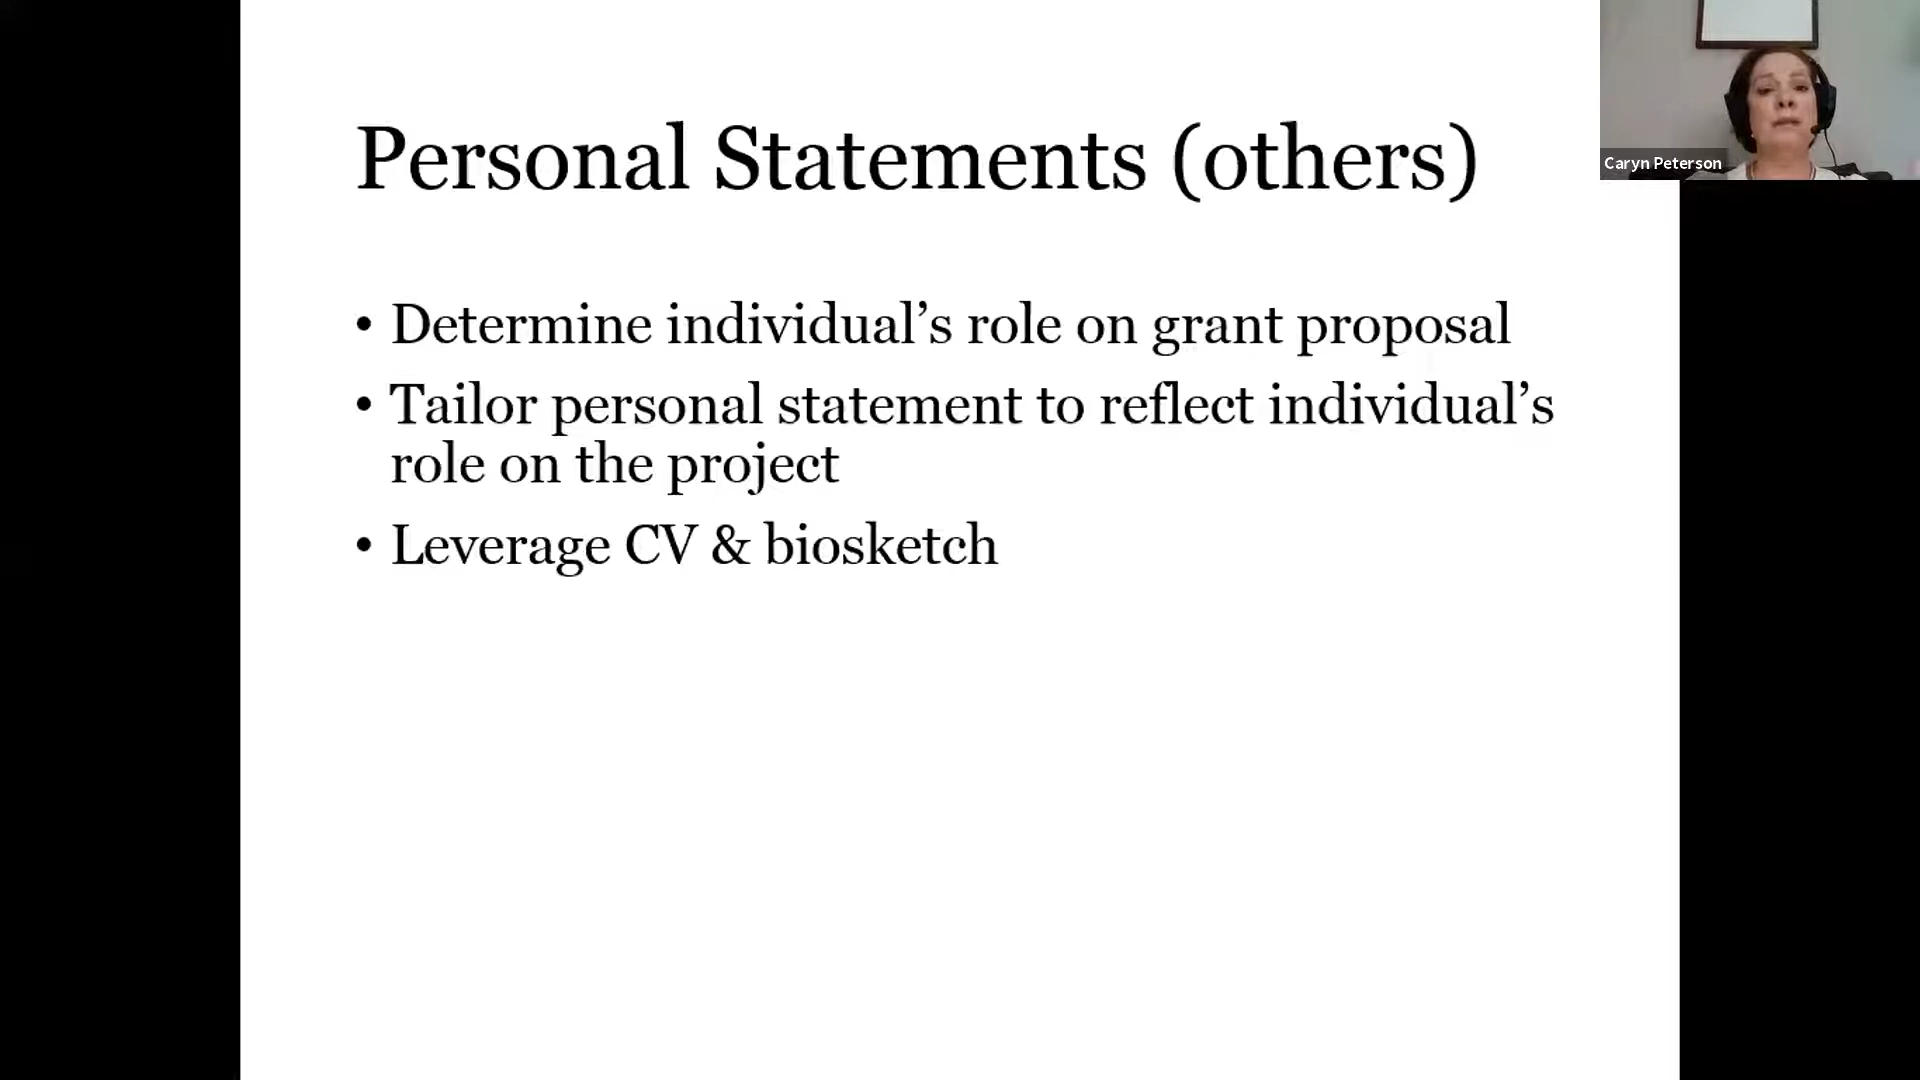 Personal Statements (others)
• Determine individual’s role on grant proposal
• Tailor personal statement to reflect individual’s
role on the project
• Leverage CV & biosketch
Caryn Peterson